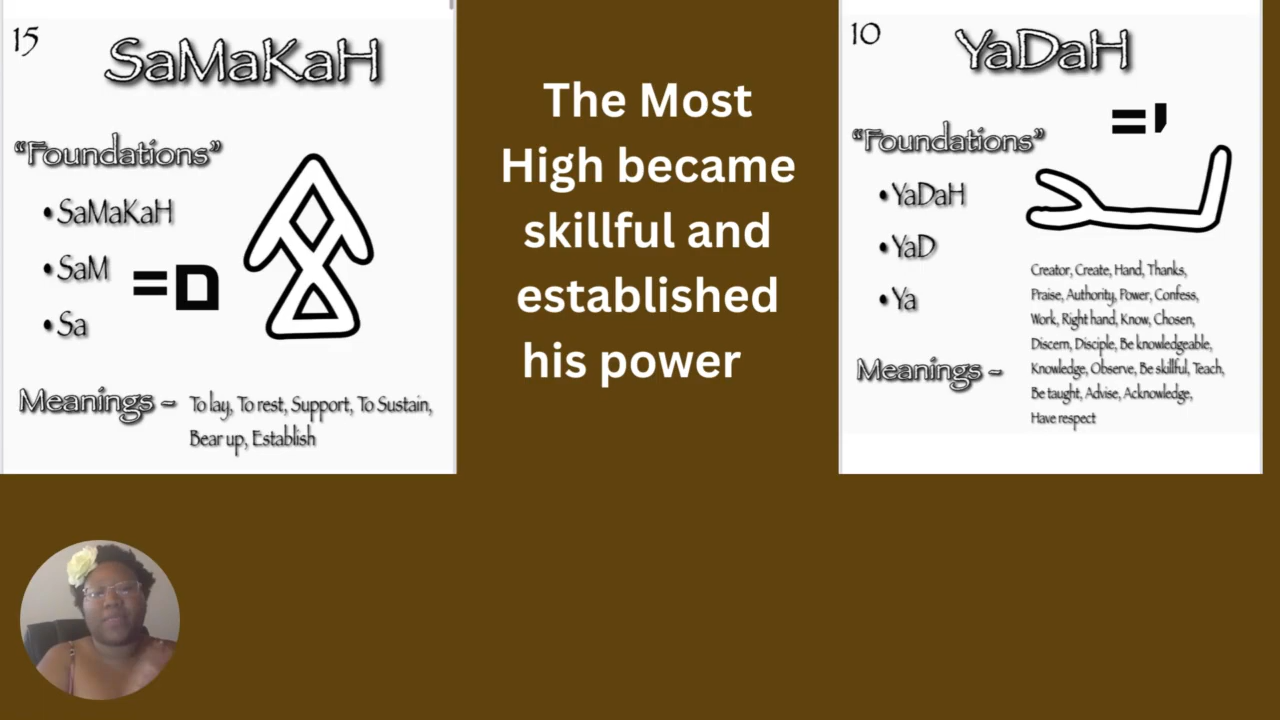 15
SaMaKaH
“Foundations”
• SaMaKaH
• SaM
• Sa
=ם
Meanings – To lay, To rest, Support, To Sustain,
Bear up, Establish
The Most
High became
skillful and
established
his power
10
YaDaH
“Foundations”
='
• YaDaH
• YaD
• Ya
Meanings –
Creator, Create, Hand, Thanks,
Praise, Authority, Power, Confess,
Work, Right hand, Know, Chosen,
Discern, Disciple, Be knowledgeable,
Knowledge, Observe, Be skillful, Teach,
Be taught, Advise, Acknowledge,
Have respect